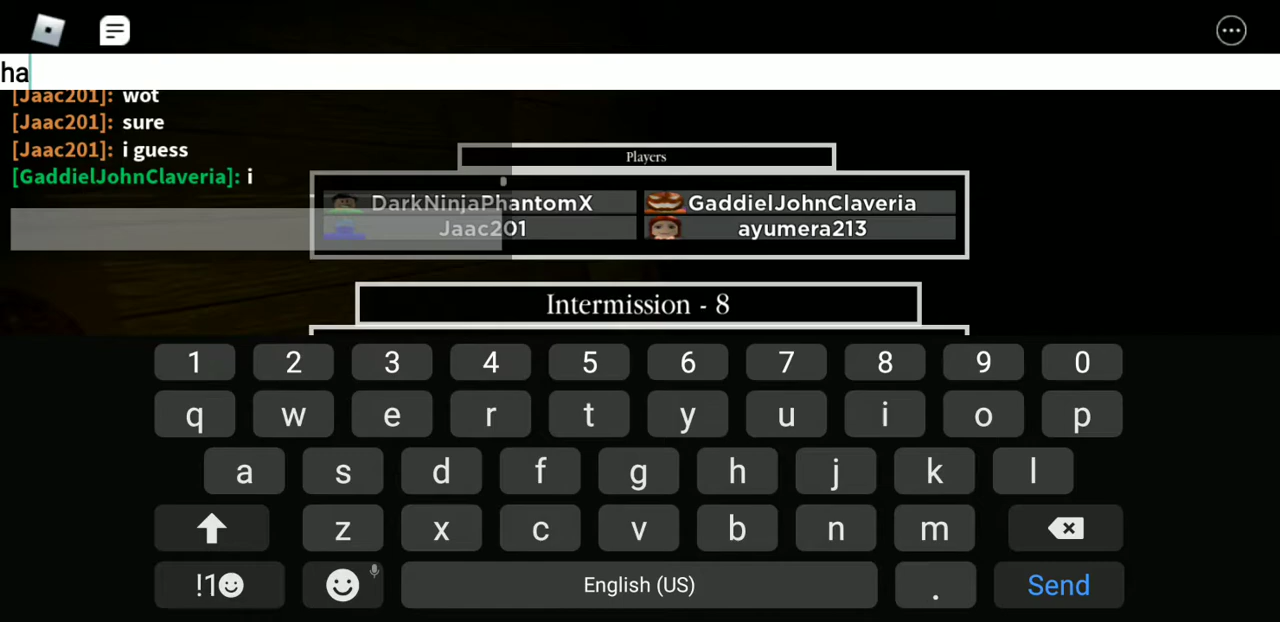 ha
[Jaac201]: wot
[Jaac201]: sure
[Jaac201]: i guess
[GaddielJohnClaveria]: i
Players
DarkNinjaPhantomX GaddielJohnClaveria
Jaac201 ayumera213
Intermission - 8
1 2 3 4 5 6 7 8 9 0
q w e r t y u i o p
a s d f g h j k l
z x c v b n m
!1 English (US) . Send